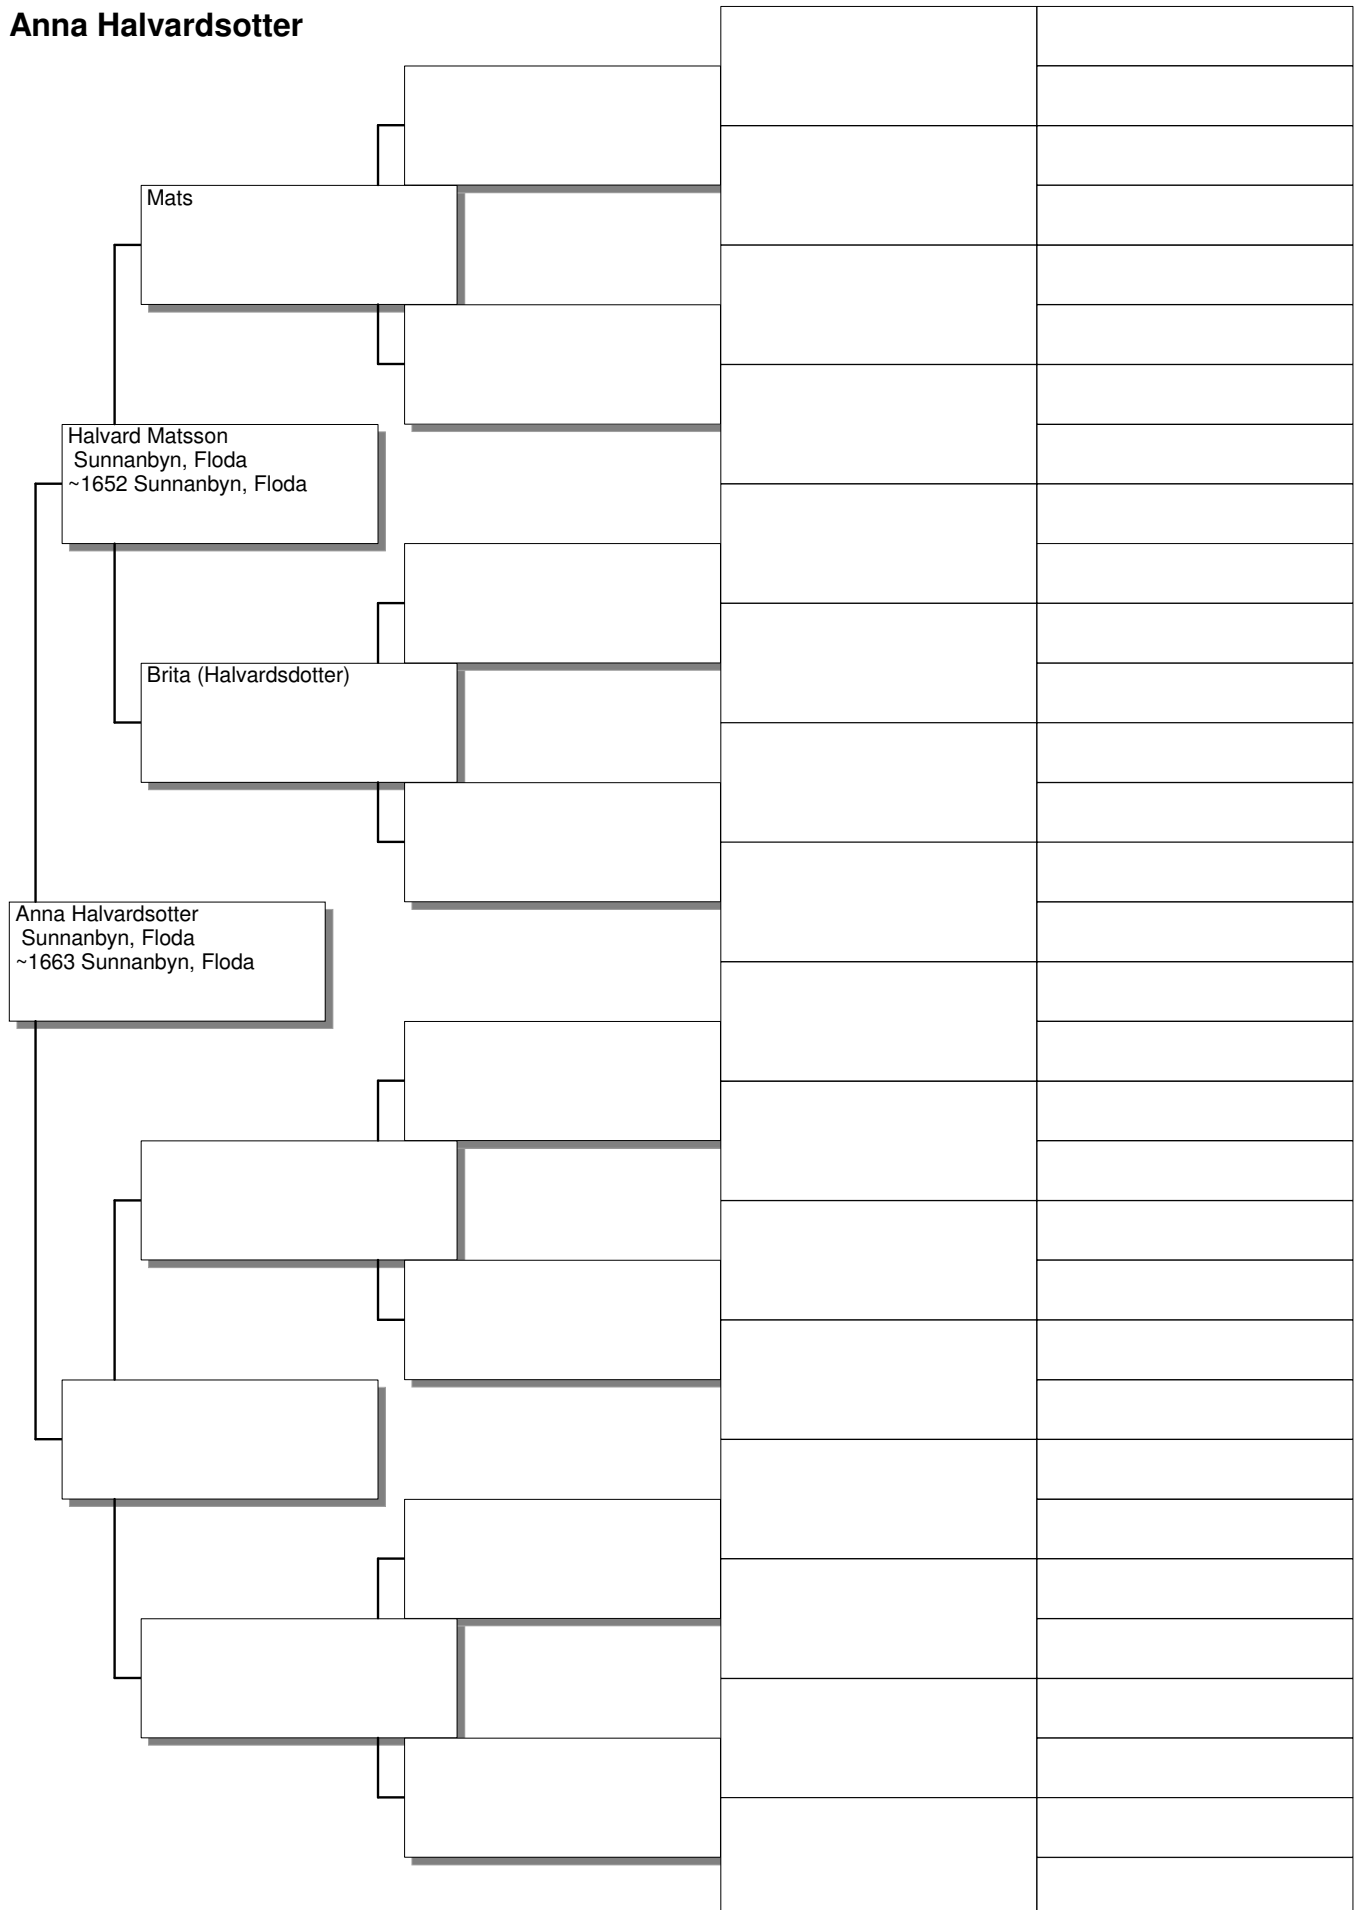 Anna Halvardsotter
Mats
Halvard Matsson
Sunnanbyn, Floda
~1652 Sunnanbyn, Floda
Brita (Halvardsdotter)
Anna Halvardsotter
Sunnanbyn, Floda
~1663 Sunnanbyn, Floda